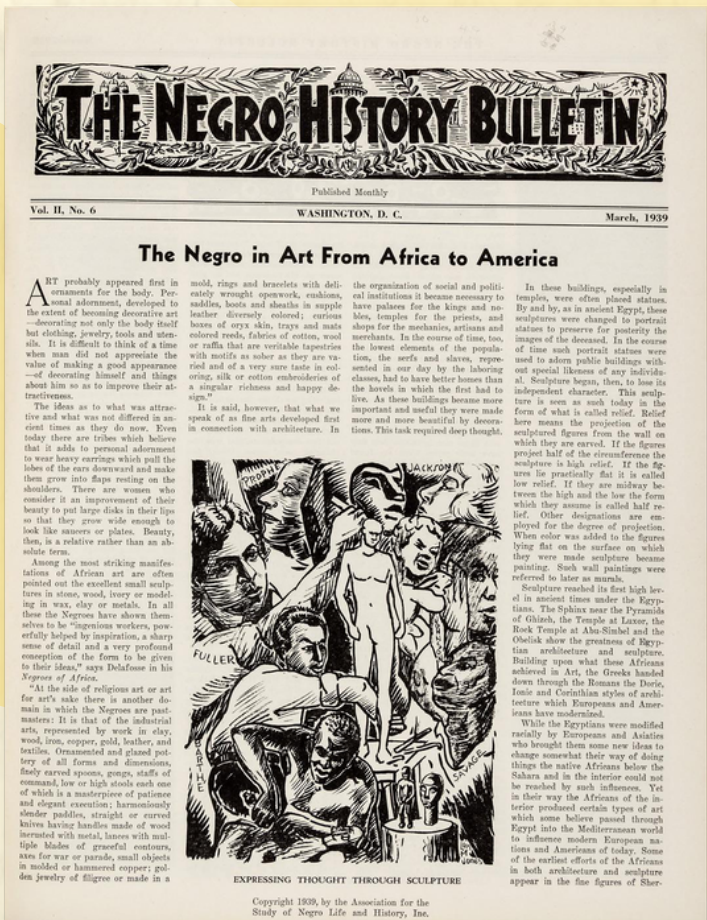 THE NEGRO HISTORY BULLETIN
Published Monthly
Vol. II, No. 6
WASHINGTON, D. C.
March, 1939
The Negro in Art From Africa to America
ART probably appeared first in
ornaments for the body. Per-
sonal adornment, developed to
the extent of becoming decorative art
—decorating not only the body itself
but clothing, jewelry, tools and uten-
sils. It is difficult to think of a time
when man did not appreciate the
value of making a good appearance
—of decorating himself and things
about him so as to improve their at-
tractiveness.
The ideas as to what was attrac-
tive and what was not differed in an-
cient times as they do now. Even
today there are tribes which believe
that it adds to personal adornment
to wear heavy earrings which pull the
lobes of the ears downward and make
them grow into flaps resting on the
shoulders. There are women who
consider it an improvement of their
beauty to put large disks in their lips
so that they grow wide enough to
look like saucers or plates. Beauty,
then, is a relative rather than an ab-
solute term.
Among the most striking manifes-
tations of African art are often
pointed out the excellent small sculp-
tures in stone, wood, ivory or model-
ing in wax, clay or metals. In all
these the Negroes have shown them-
selves to be "ingenious workers, pow-
erfully helped by inspiration, a sharp
sense of detail and a very profound
conception of the form to be given
to their ideas," says Delafosse in his
Negroes of Africa.
"At the side of religious art or art
for art's sake there is another do-
main in which the Negroes are past-
masters: It is that of the industrial
arts, represented by work in clay,
wood, iron, copper, gold, leather, and
textiles. Ornamented and glazed pot-
tery of all forms and dimensions,
finely carved spoons, gongs, staffs of
command, low or high stools each one
of which is a masterpiece of patience
and elegant execution; harmoniously
slender paddles, straight or curved
knives having handles made of wood
incrusted with metal, lances with mul-
tiple blades of graceful contours,
axes for war or parade, small objects
in molded or hammered copper; gol-
den jewelry of filigree or made in a
mold, rings and bracelets with deli-
cately wrought openwork, cushions,
saddles, boots and sheaths in supple
leather diversely colored; curious
boxes of oryx skin, trays and mats
colored reeds, fabrics of cotton, wool
or raffia that are veritable tapestries
with motifs as sober as they are va-
ried and of a very sure taste in col-
oring, silk or cotton embroideries of
a singular richness and happy de-
sign."
It is said, however, that what we
speak of as fine arts developed first
in connection with architecture. In
the organization of social and politi-
cal institutions it became necessary to
have palaces for the kings and no-
bles, temples for the priests, and
shops for the mechanics, artisans and
merchants. In the course of time, too,
the lowest elements of the popula-
tion, the serfs and slaves, repre-
sented in our day by the laboring
classes, had to have better homes than
the hovels in which the first had to
live. As these buildings became more
important and useful they were made
more and more beautiful by decora-
tions. This task required deep thought.
PROPHET
JACKSON
FULLER
BARTHE
SAVAGE
EXPRESSING THOUGHT THROUGH SCULPTURE
In these buildings, especially in
temples, were often placed statues.
By and by, as in ancient Egypt, these
sculptures were changed to portrait
statues to preserve for posterity the
images of the deceased. In the course
of time such portrait statues were
used to adorn public buildings with-
out special likeness of any individu-
al. Sculpture began, then, to lose its
independent character. This sculp-
ture is seen as such today in the
form of what is called relief. Relief
here means the projection of the
sculptured figures from the wall on
which they are carved. If the figures
project half of the circumference the
sculpture is high relief. If the fig-
ures lie practically flat it is called
low relief. If they are midway be-
tween the high and the low the form
which they assume is called half re-
lief. Other designations are em-
ployed for the degree of projection.
When color was added to the figures
lying flat on the surface on which
they were made sculpture became
painting. Such wall paintings were
referred to later as murals.
Sculpture reached its first high lev-
el in ancient times under the Egyp-
tians. The Sphinx near the Pyramids
of Ghizeh, the Temple at Luxor, the
Rock Temple at Abu-Simbel and the
Obelisk show the greatness of Egyp-
tian architecture and sculpture.
Building upon what these Africans
achieved in Art, the Greeks handed
down through the Romans the Doric,
Ionic and Corinthian styles of archi-
tecture which Europeans and Amer-
icans have modernized.
While the Egyptians were modified
racially by Europeans and Asiatics
who brought them some new ideas to
change somewhat their way of doing
things the native Africans below the
Sahara and in the interior could not
be reached by such influences. Yet
in their way the Africans of the in-
terior produced certain types of art
which some believe passed through
Egypt into the Mediterranean world
to influence modern European na-
tions and Americans of today. Some
of the earliest efforts of the Africans
in both architecture and sculpture
appear in the fine figures of Sher-
Copyright 1939, by the Association for the
Study of Negro Life and History, Inc.